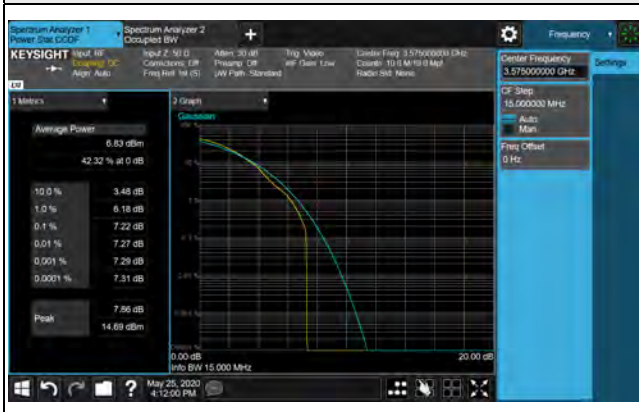 Spectrum Analyzer 1
Power Stat CCDF
Spectrum Analyzer 2
Occupied BW
+
Frequency
KEYSIGHT
Input: RF
Coupling: DC
Align: Auto
Input Z: 50 Ω
Corrections: Off
Freq Ref: Int (S)
Atten: 30 dB
Preamp: Off
µW Path: Standard
Trig: Video
#IF Gain: Low
Center Freq: 3.575000000 GHz
Counts: 10.0 M/10.0 Mpt
Radio Std: None
Center Frequency
3.575000000 GHz
Settings
CF Step
15.000000 MHz
Auto
Man
Freq Offset
0 Hz
1 Metrics
2 Graph
Gaussian
Average Power
6.83 dBm
42.32 % at 0 dB
10.0 % 3.48 dB
1.0 % 6.18 dB
0.1 % 7.22 dB
0.01 % 7.27 dB
0.001 % 7.29 dB
0.0001 % 7.31 dB
Peak
7.86 dB
14.69 dBm
0.00 dB
20.00 dB
Info BW 15.000 MHz
?
May 25, 2020
4:12:00 PM